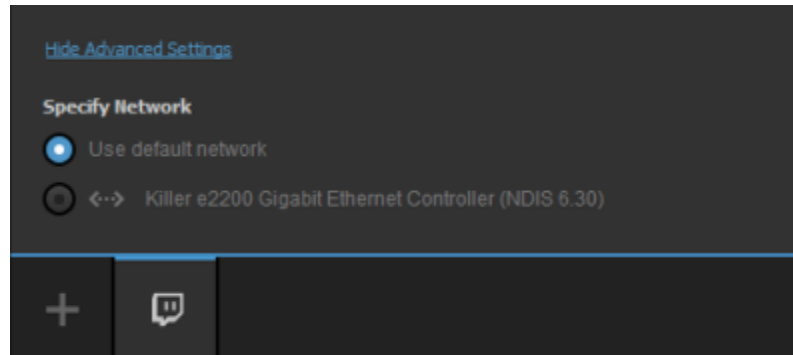 Hide Advanced Settings
Specify Network
Use default network
Killer e2200 Gigabit Ethernet Controller (NDIS 6.30)